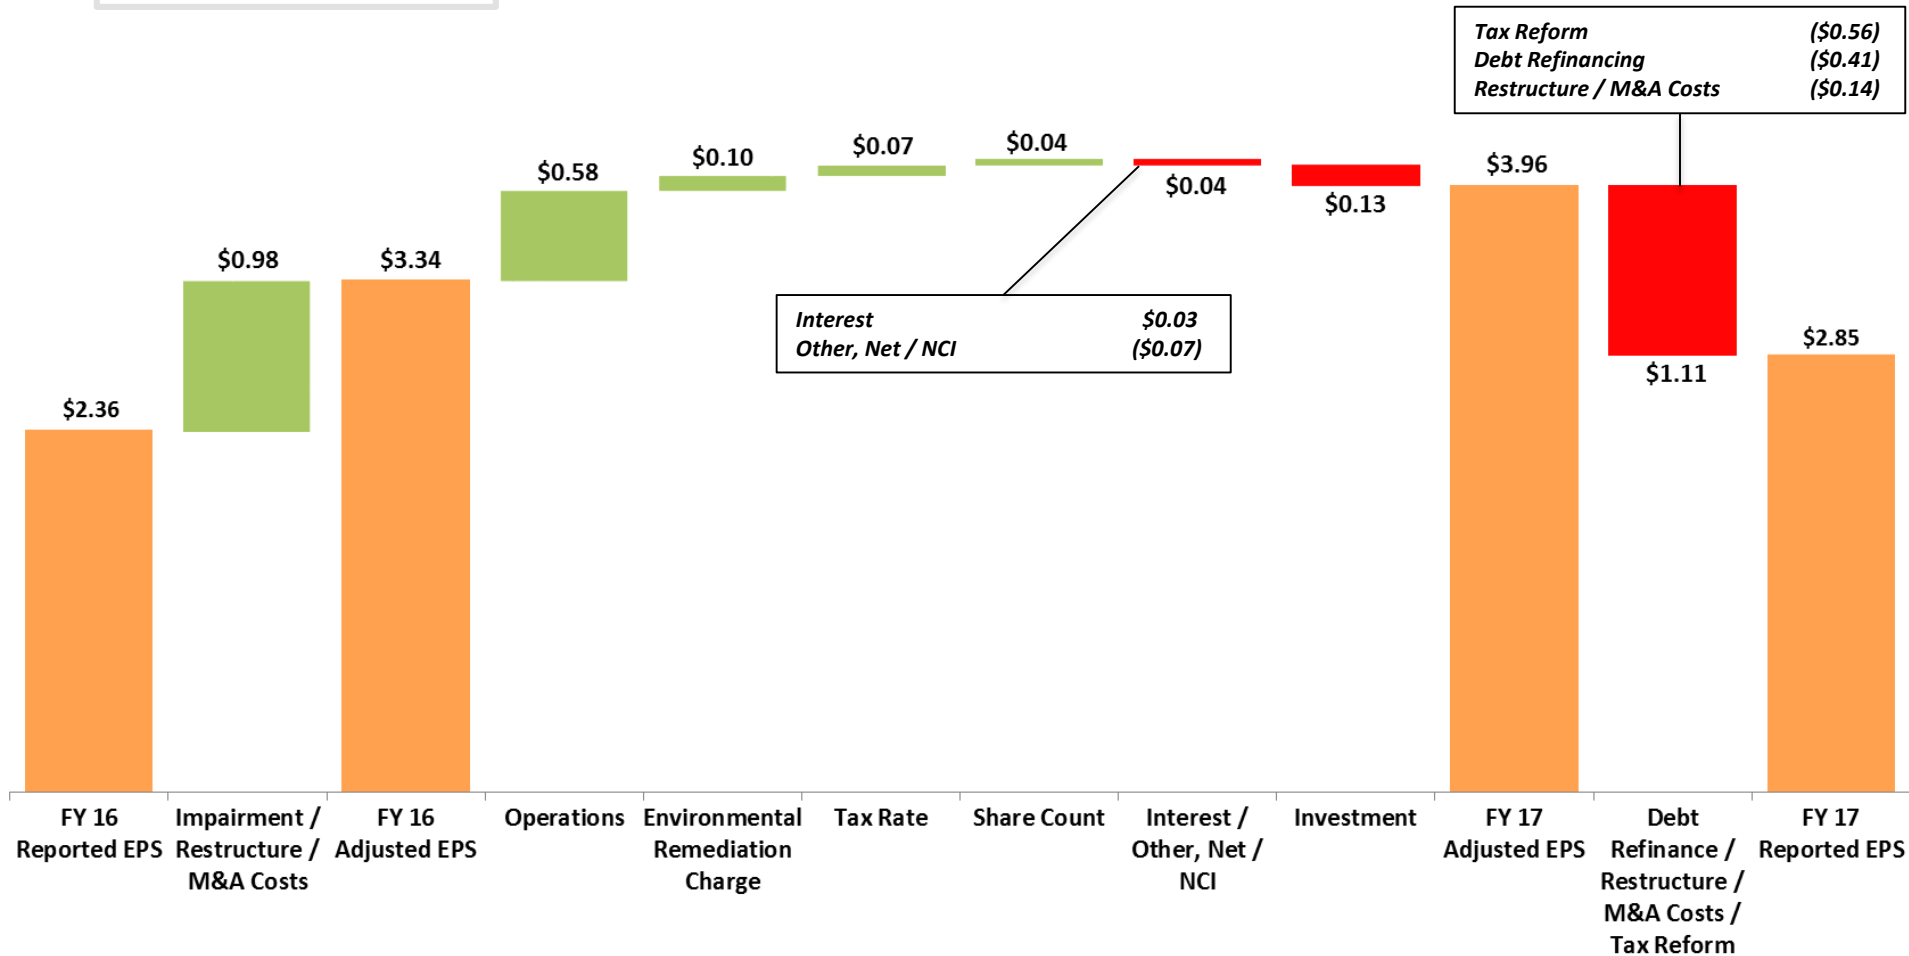 Tax Reform ($0.56)
Debt Refinancing ($0.41)
Restructure / M&A Costs ($0.14)
$2.36
$0.98
$3.34
$0.58
$0.10
$0.07
$0.04
$0.04
$0.13
$3.96
$1.11
$2.85
Interest $0.03
Other, Net / NCI ($0.07)
FY 16
Reported EPS
Impairment /
Restructure /
M&A Costs
FY 16
Adjusted EPS
Operations
Environmental
Remediation
Charge
Tax Rate
Share Count
Interest /
Other, Net /
NCI
Investment
FY 17
Adjusted EPS
Debt
Refinance /
Restructure /
M&A Costs /
Tax Reform
FY 17
Reported EPS